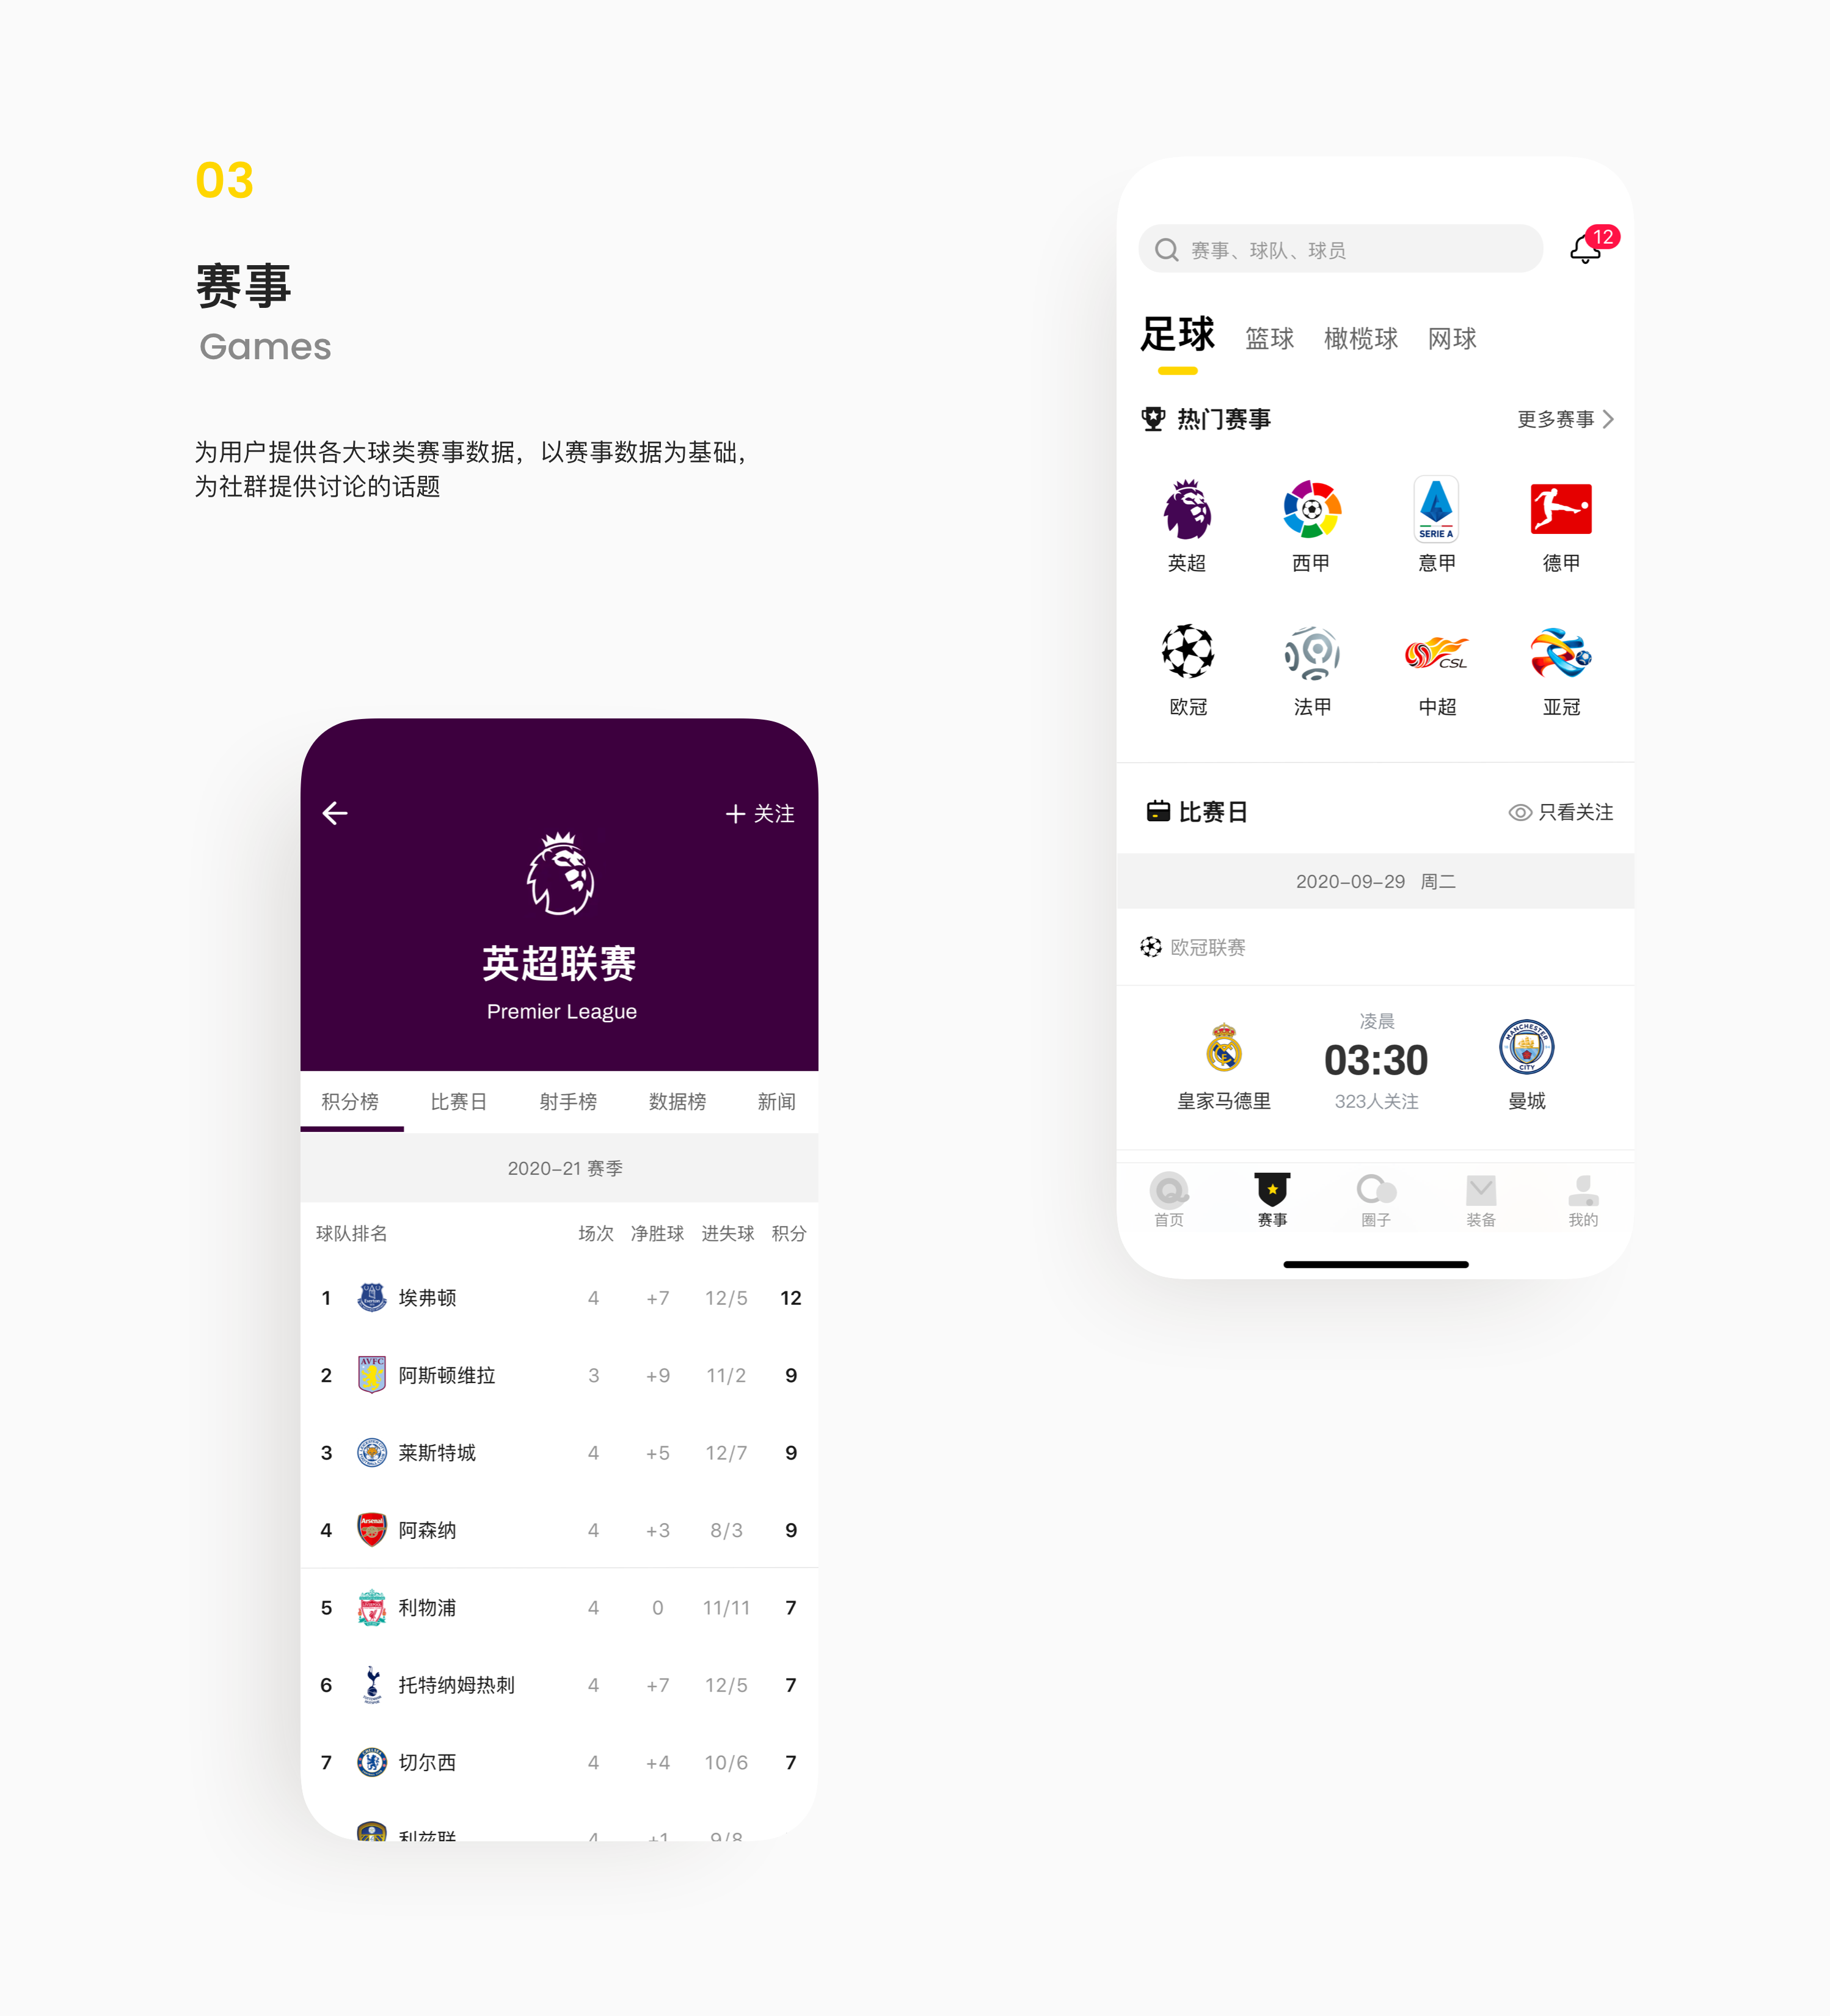 03
赛事
Games
为用户提供各大球类赛事数据，以赛事数据为基础，
为社群提供讨论的话题
赛事、球队、球员
12
足球 篮球 橄榄球 网球
热门赛事 更多赛事
SERIE A
英超 西甲 意甲 德甲
CSL
欧冠 法甲 中超 亚冠
比赛日 只看关注
2020-09-29 周二
欧冠联赛
凌晨
MANCHESTER
CITY
03:30
皇家马德里 323人关注 曼城
首页 赛事 圈子 装备 我的
关注
英超联赛
Premier League
积分榜 比赛日 射手榜 数据榜 新闻
2020-21 赛季
球队排名 场次 净胜球 进失球 积分
1 Everton 埃弗顿 4 +7 12/5 12
2 AVFC 阿斯顿维拉 3 +9 11/2 9
3 莱斯特城 4 +5 12/7 9
4 Arsenal 阿森纳 4 +3 8/3 9
5 利物浦 4 0 11/11 7
6 托特纳姆热刺 4 +7 12/5 7
7 切尔西 4 +4 10/6 7
利兹联 4 +1 9/8